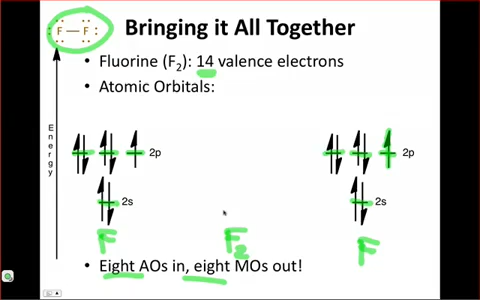 F — F
Bringing it All Together
• Fluorine (F₂): 14 valence electrons
• Atomic Orbitals:
Energy
2p
2p
2s
2s
F
F₂
F
• Eight AOs in, eight MOs out!